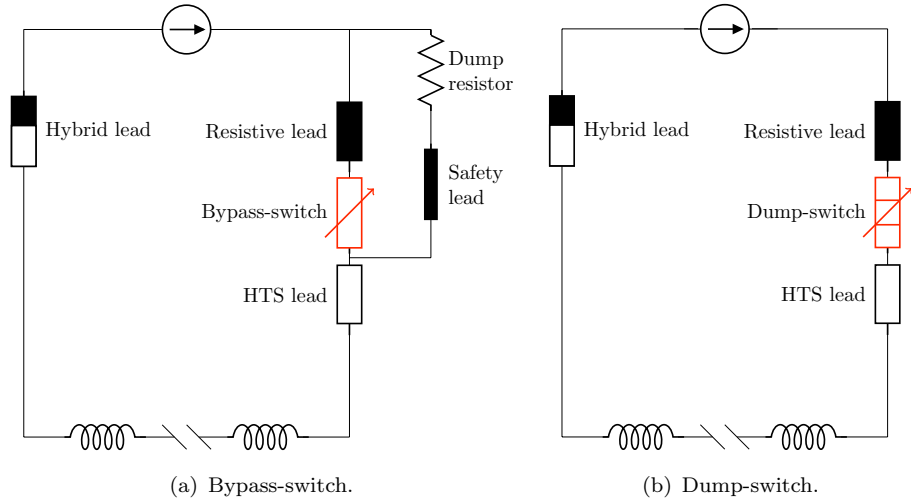 Dump
resistor
Hybrid lead
Resistive lead
Safety
lead
Bypass-switch
HTS lead
(a) Bypass-switch.
Hybrid lead
Resistive lead
Dump-switch
HTS lead
(b) Dump-switch.